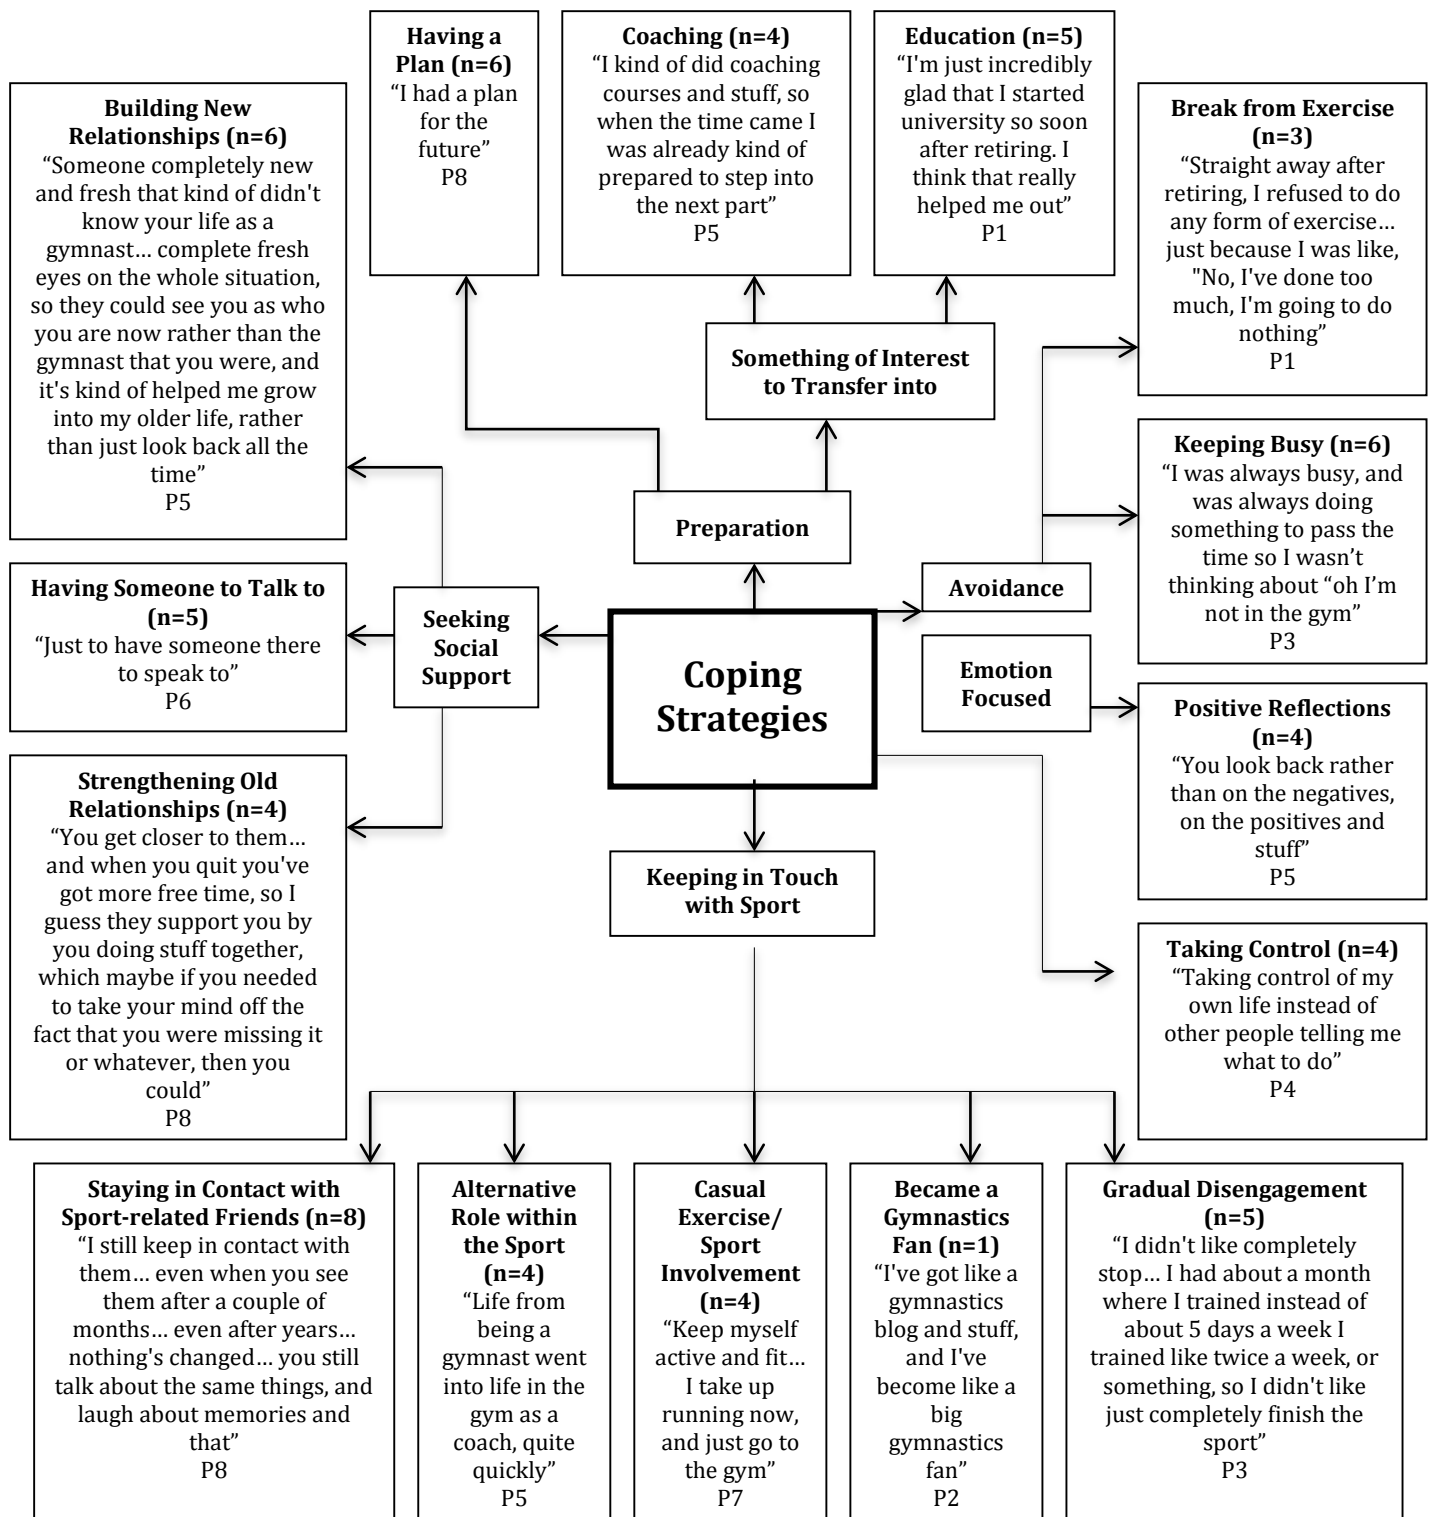 Having a
Plan (n=6)
“I had a plan
for the
future”
P8
Coaching (n=4)
“I kind of did coaching
courses and stuff, so
when the time came I
was already kind of
prepared to step into
the next part”
P5
Education (n=5)
“I'm just incredibly
glad that I started
university so soon
after retiring. I
think that really
helped me out”
P1
Building New
Relationships (n=6)
“Someone completely new
and fresh that kind of didn't
know your life as a
gymnast… complete fresh
eyes on the whole situation,
so they could see you as who
you are now rather than the
gymnast that you were, and
it's kind of helped me grow
into my older life, rather
than just look back all the
time”
P5
Break from Exercise
(n=3)
“Straight away after
retiring, I refused to do
any form of exercise…
just because I was like,
"No, I've done too
much, I'm going to do
nothing”
P1
Something of Interest
to Transfer into
Keeping Busy (n=6)
“I was always busy, and
was always doing
something to pass the
time so I wasn’t
thinking about “oh I’m
not in the gym”
P3
Preparation
Avoidance
Having Someone to Talk to
(n=5)
“Just to have someone there
to speak to”
P6
Seeking
Social
Support
Coping
Strategies
Emotion
Focused
Positive Reflections
(n=4)
“You look back rather
than on the negatives,
on the positives and
stuff”
P5
Strengthening Old
Relationships (n=4)
“You get closer to them…
and when you quit you've
got more free time, so I
guess they support you by
you doing stuff together,
which maybe if you needed
to take your mind off the
fact that you were missing it
or whatever, then you
could”
P8
Keeping in Touch
with Sport
Taking Control (n=4)
“Taking control of my
own life instead of
other people telling me
what to do”
P4
Staying in Contact with
Sport-related Friends (n=8)
“I still keep in contact with
them… even when you see
them after a couple of
months… even after years…
nothing's changed… you still
talk about the same things, and
laugh about memories and
that”
P8
Alternative
Role within
the Sport
(n=4)
“Life from
being a
gymnast went
into life in the
gym as a
coach, quite
quickly”
P5
Casual
Exercise/
Sport
Involvement
(n=4)
“Keep myself
active and fit…
I take up
running now,
and just go to
the gym”
P7
Became a
Gymnastics
Fan (n=1)
“I've got like a
gymnastics
blog and stuff,
and I've
become like a
big
gymnastics
fan”
P2
Gradual Disengagement
(n=5)
“I didn't like completely
stop… I had about a month
where I trained instead of
about 5 days a week I
trained like twice a week, or
something, so I didn't like
just completely finish the
sport”
P3